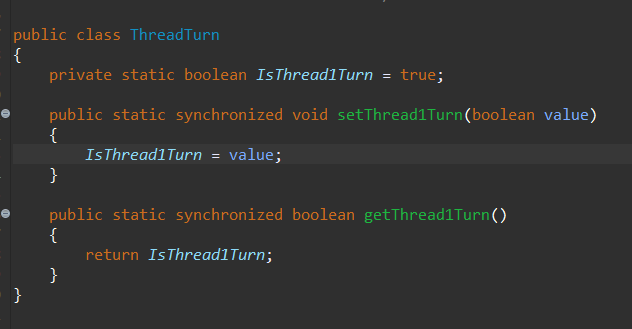 public class ThreadTurn
{
    private static boolean IsThread1Turn = true;
    public static synchronized void setThread1Turn(boolean value)
    {
        IsThread1Turn = value;
    }
    public static synchronized boolean getThread1Turn()
    {
        return IsThread1Turn;
    }
}